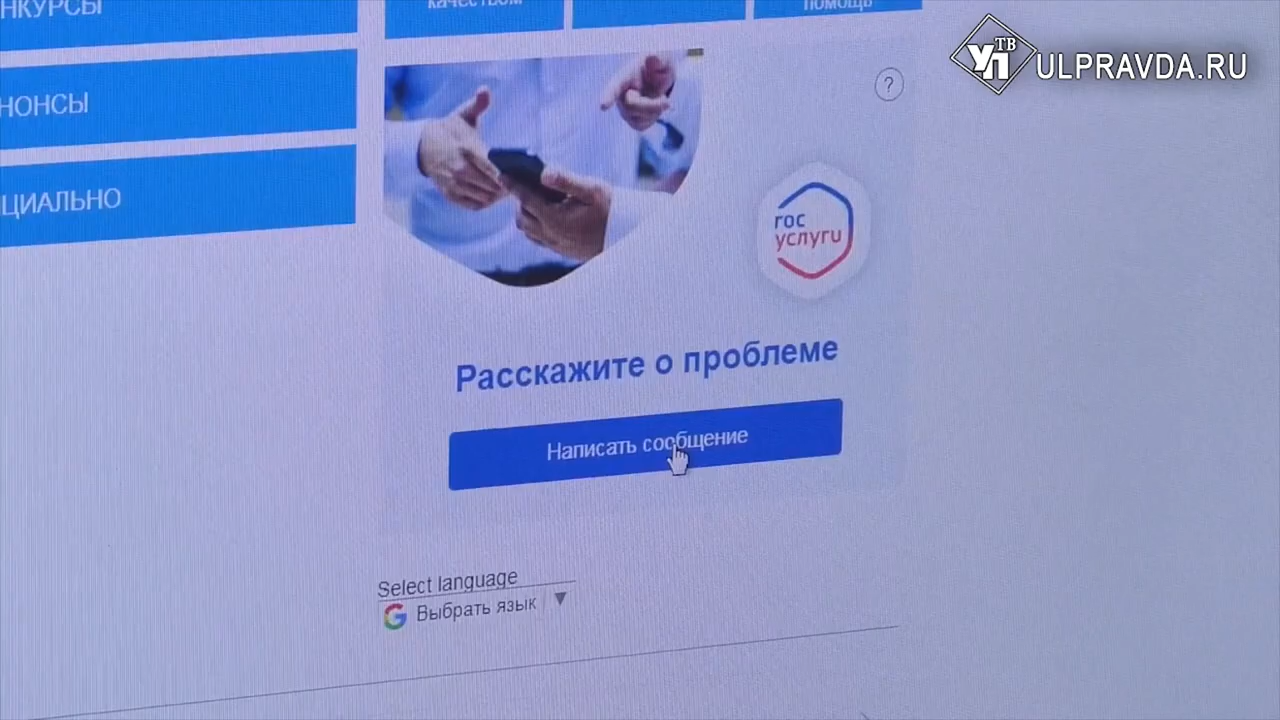 НКУРСЫ
качеством
помощь
УП ТВ
ULPRAVDA.RU
?
НОНСЫ
ЦИАЛЬНО
гос
услуги
Расскажите о проблеме
Написать сообщение
Select language
G Выбрать язык ▼